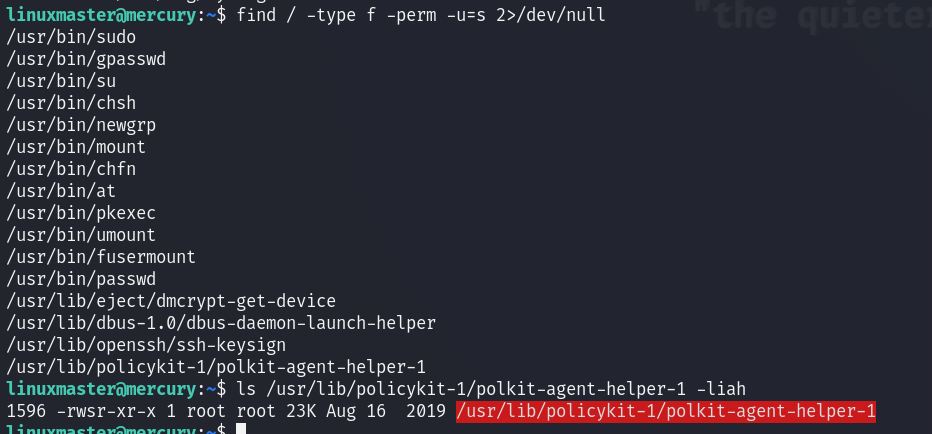 "the quieter
linuxmaster@mercury:~$ find / -type f -perm -u=s 2>/dev/null
/usr/bin/sudo
/usr/bin/gpasswd
/usr/bin/su
/usr/bin/chsh
/usr/bin/newgrp
/usr/bin/mount
/usr/bin/chfn
/usr/bin/at
/usr/bin/pkexec
/usr/bin/umount
/usr/bin/fusermount
/usr/bin/passwd
/usr/lib/eject/dmcrypt-get-device
/usr/lib/dbus-1.0/dbus-daemon-launch-helper
/usr/lib/openssh/ssh-keysign
/usr/lib/policykit-1/polkit-agent-helper-1
linuxmaster@mercury:~$ ls /usr/lib/policykit-1/polkit-agent-helper-1 -liah
1596 -rwsr-xr-x 1 root root 23K Aug 16  2019 /usr/lib/policykit-1/polkit-agent-helper-1
linuxmaster@mercury:~$